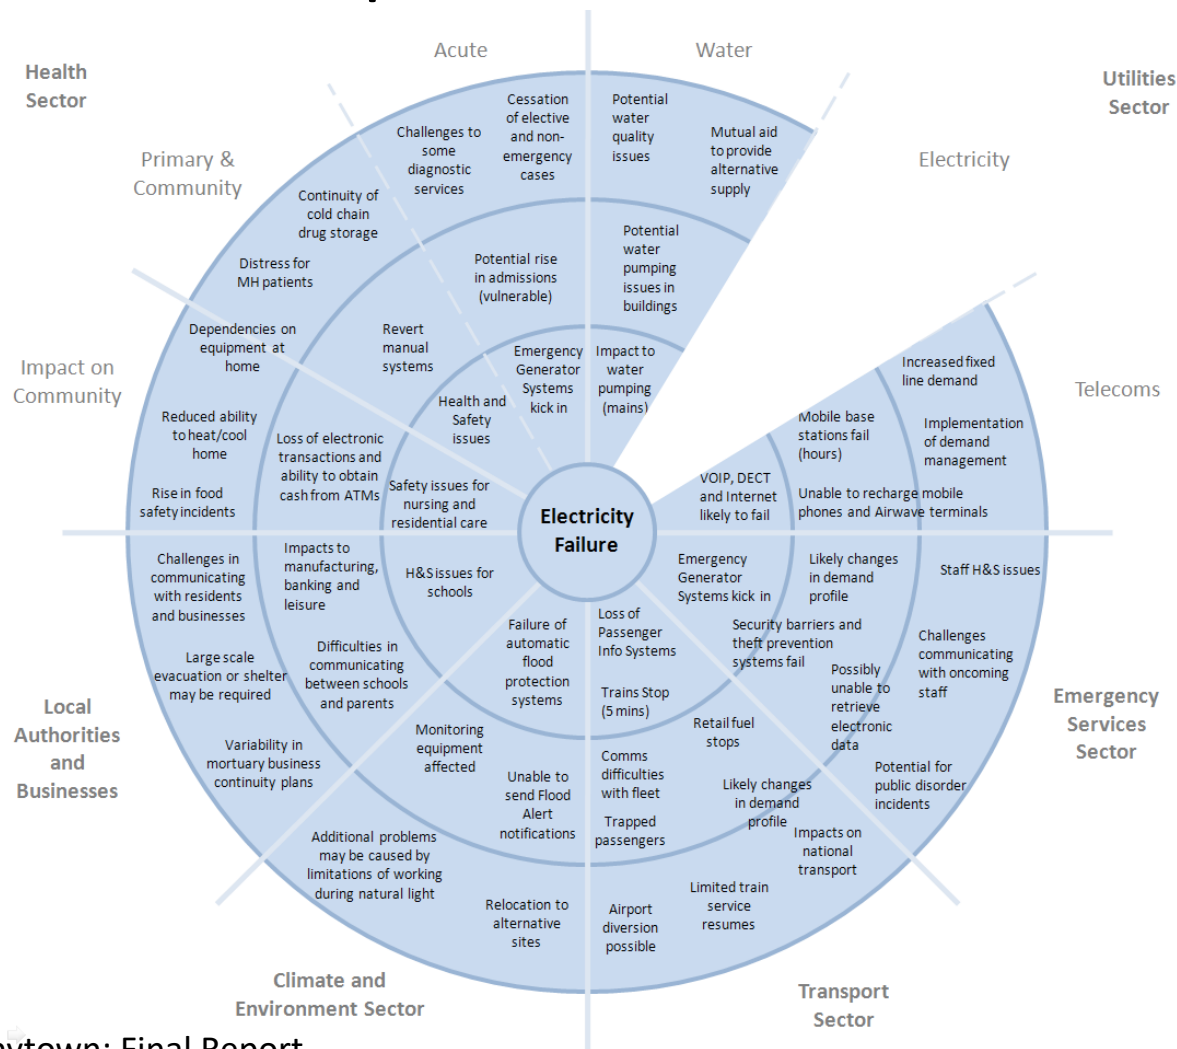 Acute
Water
Health
Sector
Utilities
Sector
Primary &
Community
Electricity
Impact on
Community
Telecoms
Cessation
of elective
and non-
emergency
cases
Challenges to
some
diagnostic
services
Potential
water
quality
issues
Mutual aid
to provide
alternative
supply
Continuity of
cold chain
drug storage
Distress for
MH patients
Potential rise
in admissions
(vulnerable)
Potential
water
pumping
issues in
buildings
Revert
manual
systems
Emergency
Generator
Systems
kick in
Impact to
water
pumping
(mains)
Health and
Safety
issues
Dependencies on
equipment at
home
Reduced ability
to heat/cool
home
Rise in food
safety incidents
Loss of electronic
transactions and
ability to obtain
cash from ATMs
Safety issues for
nursing and
residential care
Increased fixed
line demand
Implementation
of demand
management
Mobile base
stations fail
(hours)
Unable to recharge mobile
phones and Airwave terminals
VOIP, DECT
and Internet
likely to fail
Electricity
Failure
Challenges in
communicating
with residents
and businesses
Impacts to
manufacturing,
banking and
leisure
H&S issues for
schools
Large scale
evacuation or shelter
may be required
Difficulties in
communicating
between schools
and parents
Variability in
mortuary business
continuity plans
Local
Authorities
and
Businesses
Failure of
automatic
flood
protection
systems
Monitoring
equipment
affected
Unable to
send Flood
Alert
notifications
Additional problems
may be caused by
limitations of working
during natural light
Relocation to
alternative
sites
Climate and
Environment Sector
Loss of
Passenger
Info Systems
Trains Stop
(5 mins)
Retail fuel
stops
Comms
difficulties
with fleet
Trapped
passengers
Likely changes
in demand
profile
Impacts on
national
transport
Limited train
service
resumes
Airport
diversion
possible
Transport
Sector
Emergency
Generator
Systems kick in
Likely changes
in demand
profile
Staff H&S issues
Security barriers and
theft prevention
systems fail
Possibly
unable to
retrieve
electronic
data
Challenges
communicating
with oncoming
staff
Potential for
public disorder
incidents
Emergency
Services
Sector
nytown: Final Report